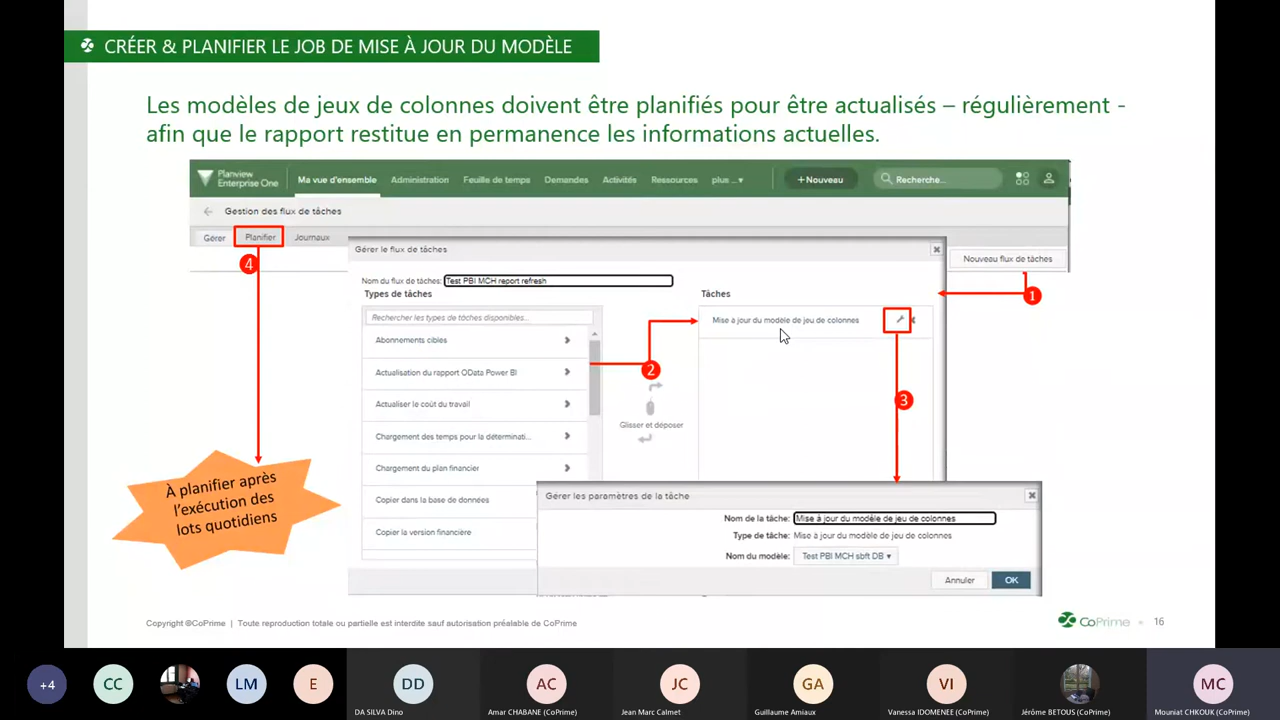 CRÉER & PLANIFIER LE JOB DE MISE À JOUR DU MODÈLE
Les modèles de jeux de colonnes doivent être planifiés pour être actualisés – régulièrement -
afin que le rapport restitue en permanence les informations actuelles.
Planview
Enterprise One
Ma vue d'ensemble
Administration
Feuille de temps
Demandes
Activités
Ressources
plus ... ▾
+Nouveau
Recherche...
Gestion des flux de tâches
Gérer
Planifier
Journaux
Nouveau flux de tâches
1
4
Gérer le flux de tâches
Nom du flux de tâches: Test PBI MCH report refresh
Types de tâches
Tâches
Rechercher les types de tâches disponibles...
Mise à jour du modèle de jeu de colonnes
Abonnements cibles
Actualisation du rapport OData Power BI
2
Actualiser le coût du travail
3
Glisser et déposer
Chargement des temps pour la déterminati...
Chargement du plan financier
Copier dans la base de données
Copier la version financière
À planifier après
l'exécution des
lots quotidiens
Gérer les paramètres de la tâche
Nom de la tâche: Mise à jour du modèle de jeu de colonnes
Type de tâche: Mise à jour du modèle de jeu de colonnes
Nom du modèle: Test PBI MCH sbft DB ▾
Annuler
OK
Copyright @CoPrime | Toute reproduction totale ou partielle est interdite sauf autorisation préalable de CoPrime
CoPrime
16
+4
CC
LM
E
DD
AC
JC
GA
VI
MC
DA SILVA Dino
Amar CHABANE (CoPrime)
Jean Marc Calmet
Guillaume Amiaux
Vanessa IDOMENEE (CoPrime)
Jérôme BETOUS (CoPrime)
Mouniat CHKOUK (CoPrime)